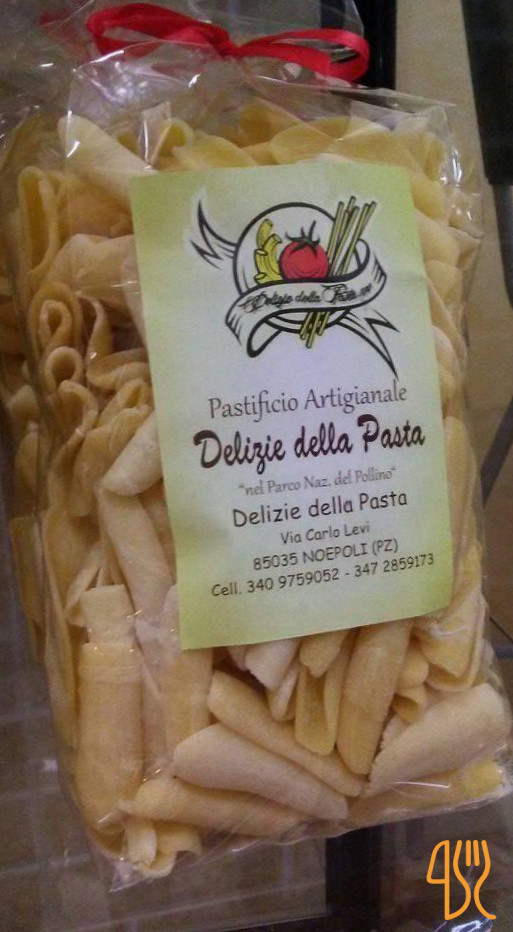 Delizie della Pasta
Pastificio Artigianale
Delizie della Pasta
"nel Parco Naz. del Pollino"
Delizie della Pasta
Via Carlo Levi
85035 NOEPOLI (PZ)
Cell. 340 9759052 - 347 2859173